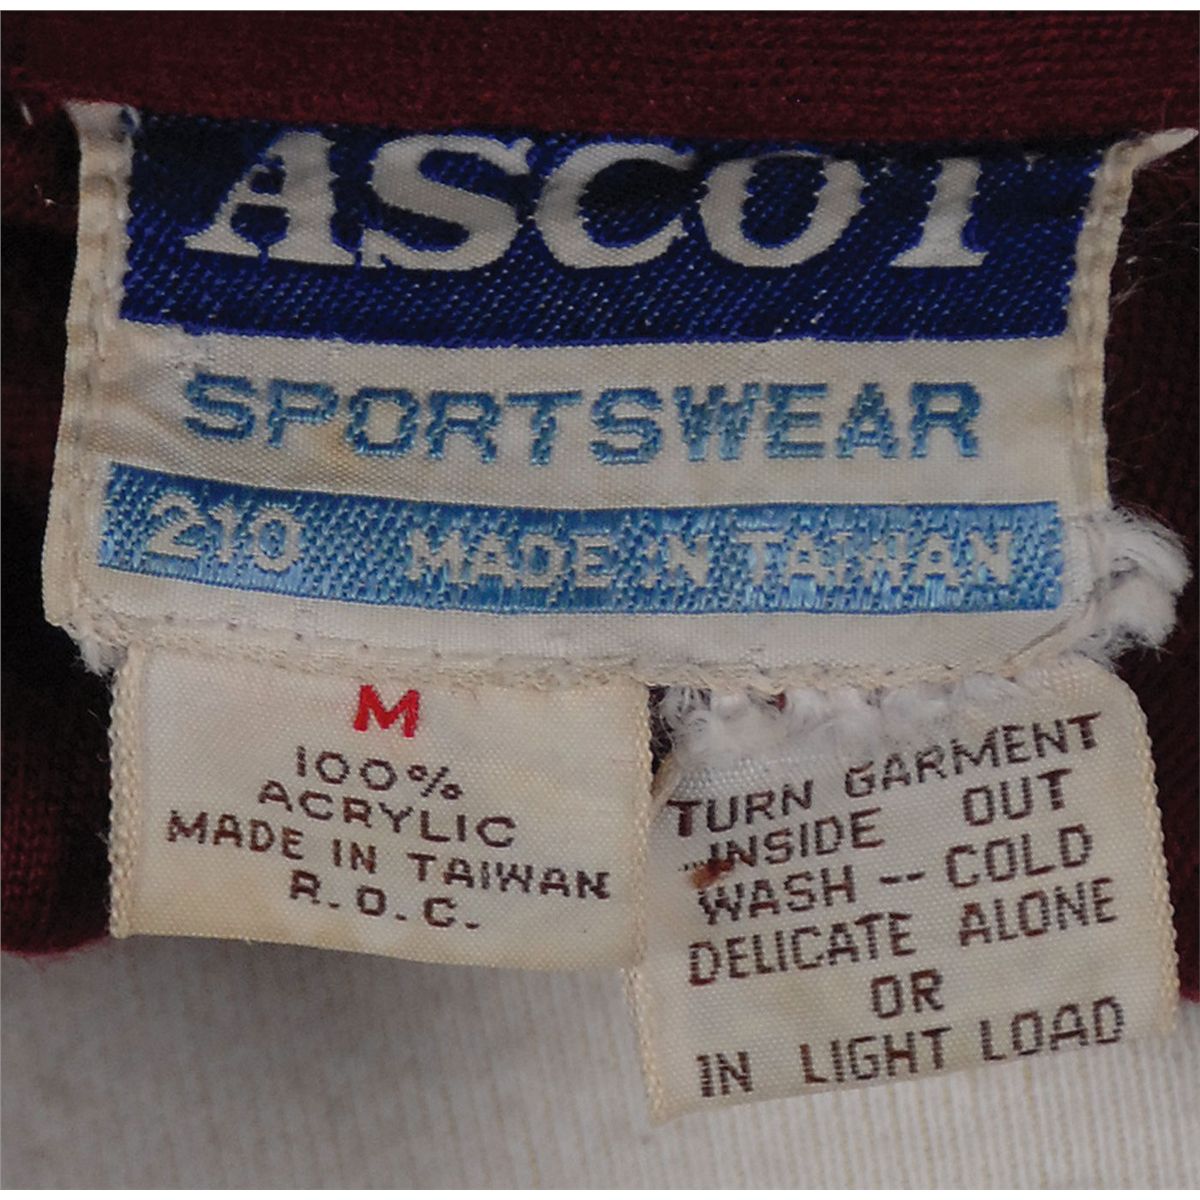 ASCOT
SPORTSWEAR
210 MADE IN TAIWAN
M
100%
ACRYLIC
MADE IN TAIWAN
R.O.C.
TURN GARMENT
INSIDE OUT
WASH -- COLD
DELICATE ALONE
OR
IN LIGHT LOAD